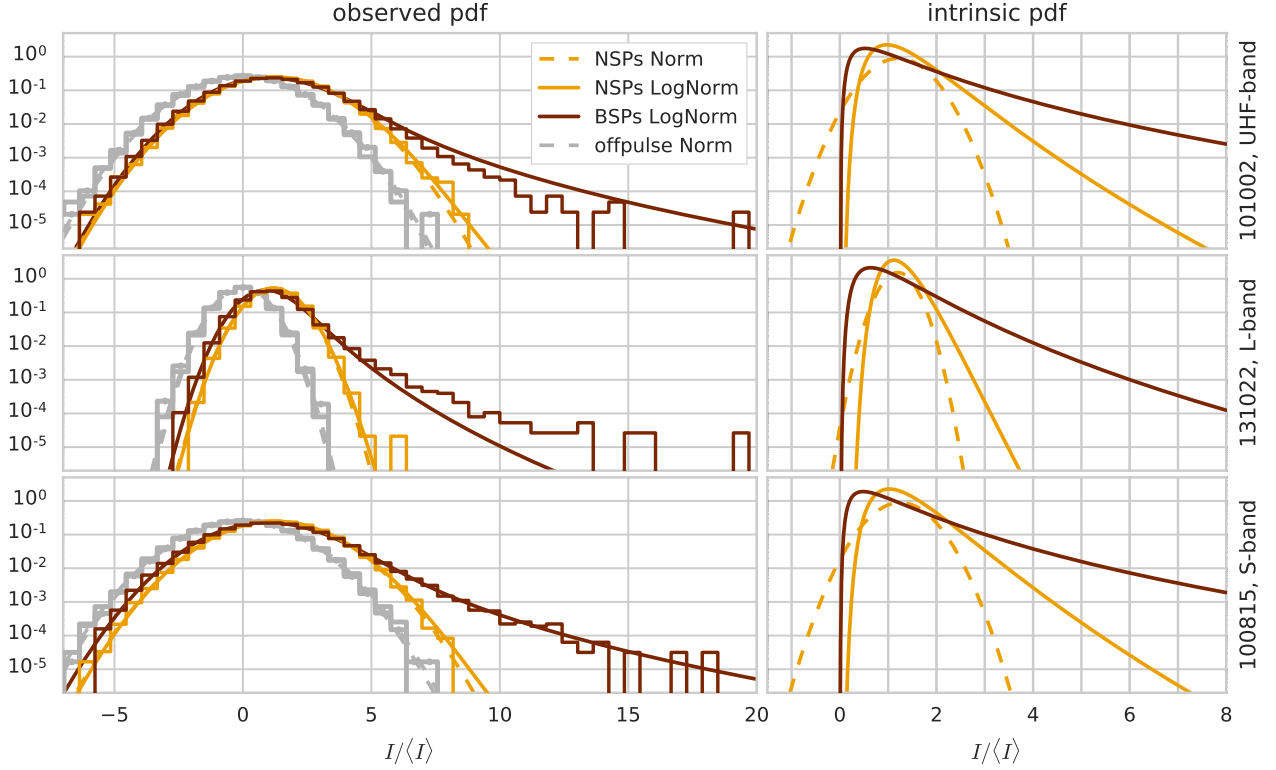 observed pdf
intrinsic pdf
NSPs Norm
NSPs LogNorm
BSPs LogNorm
offpulse Norm
10⁰
10⁻¹
10⁻²
10⁻³
10⁻⁴
10⁻⁵
101002, UHF-band
10⁰
10⁻¹
10⁻²
10⁻³
10⁻⁴
10⁻⁵
131022, L-band
10⁰
10⁻¹
10⁻²
10⁻³
10⁻⁴
10⁻⁵
100815, S-band
−5 0 5 10 15 20
0 2 4 6 8
I/⟨I⟩
I/⟨I⟩